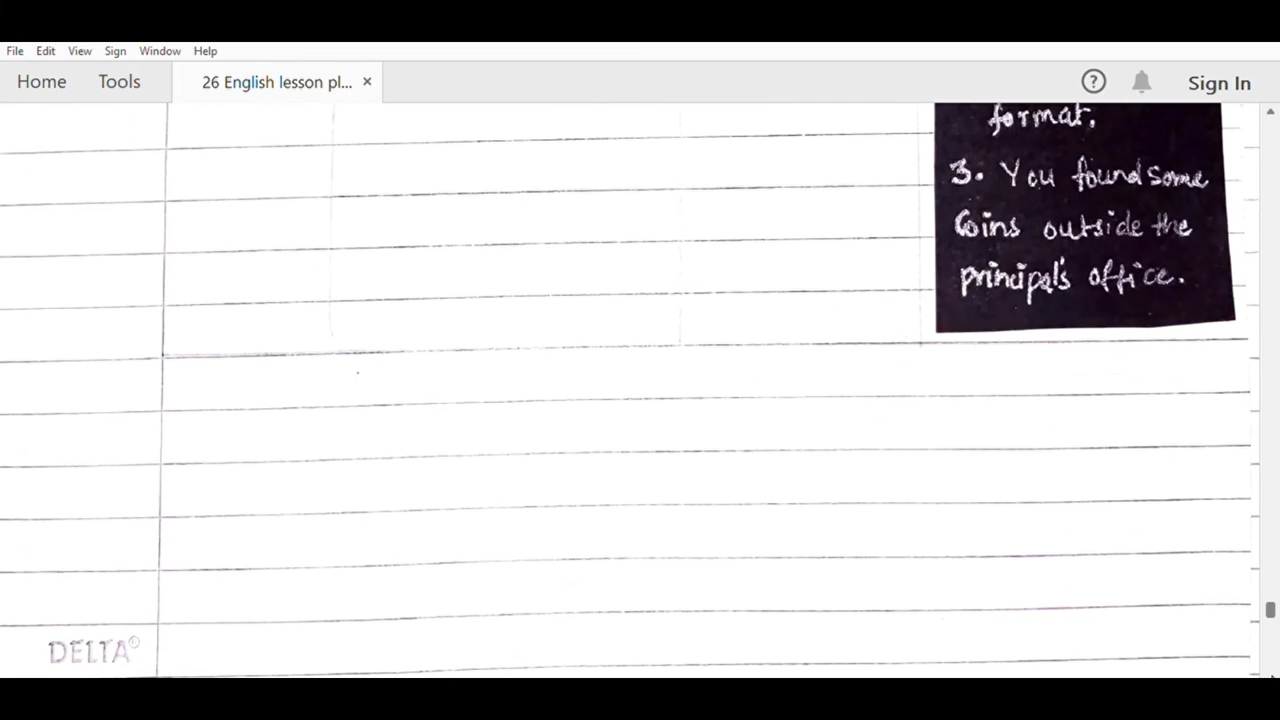 File Edit View Sign Window Help
Home Tools 26 English lesson pl... × ? Sign In
format.
3. You found some
Coins outside the
principal's office.
DELTA